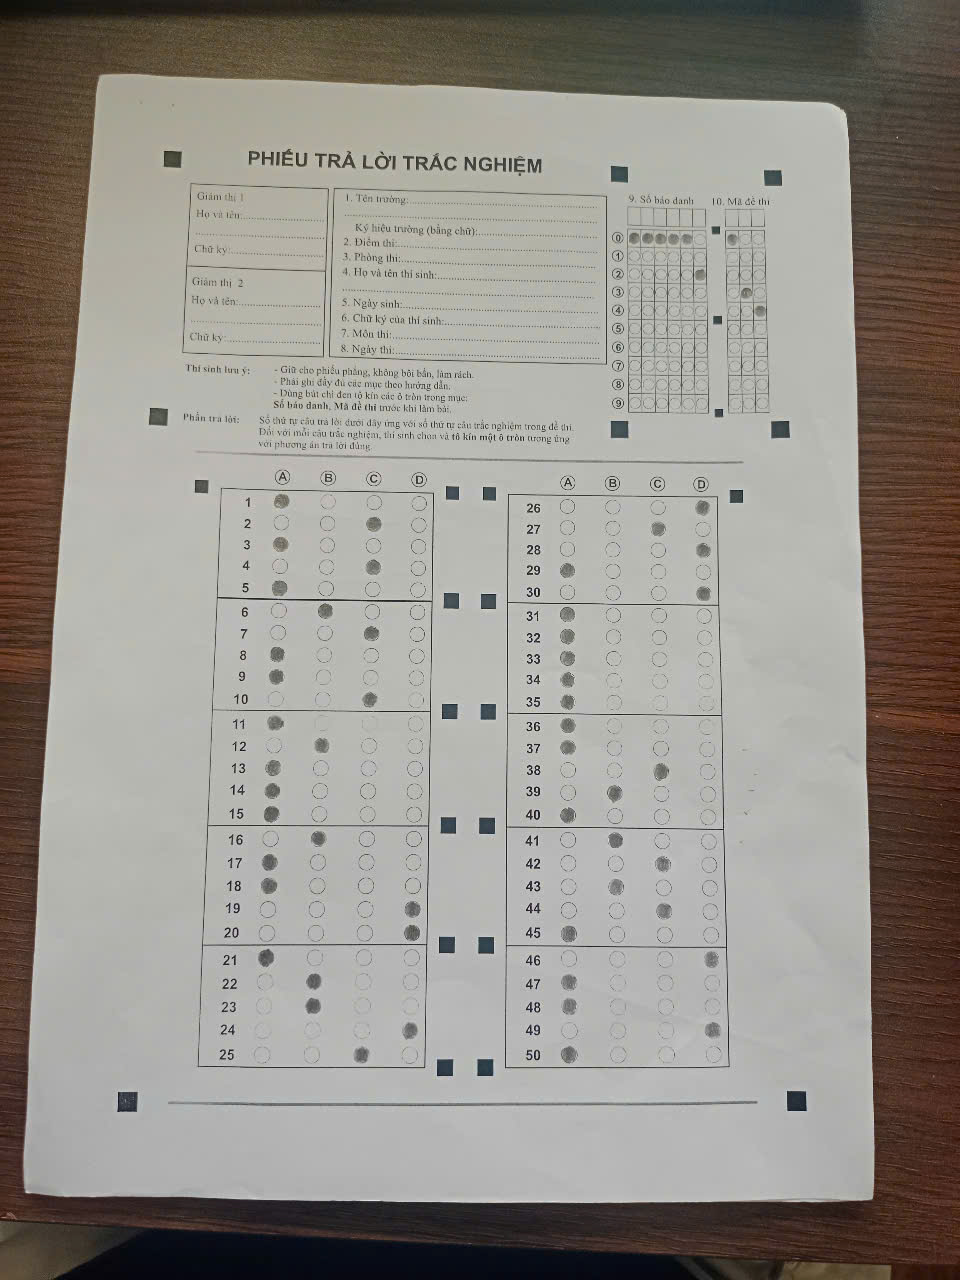 PHIẾU TRẢ LỜI TRẮC NGHIỆM
Giám thị 1
Họ và tên:
Chữ ký:
Giám thị 2
Họ và tên:
Chữ ký:
1. Tên trường:
Ký hiệu trường (bằng chữ):
2. Điểm thi:
3. Phòng thi:
4. Họ và tên thí sinh:
5. Ngày sinh:
6. Chữ ký của thí sinh:
7. Môn thi:
8. Ngày thi:
9. Số báo danh
10. Mã đề thi
0
1
2
3
4
5
6
7
8
9
Thí sinh lưu ý:
- Giữ cho phiếu phẳng, không bôi bẩn, làm rách.
- Phải ghi đầy đủ các mục theo hướng dẫn.
- Dùng bút chì đen tô kín các ô tròn trong mục:
Số báo danh, Mã đề thi trước khi làm bài.
Phần trả lời: Số thứ tự câu trả lời dưới đây ứng với số thứ tự câu trắc nghiệm trong đề thi.
Đối với mỗi câu trắc nghiệm, thí sinh chọn và tô kín một ô tròn tương ứng
với phương án trả lời đúng.
A B C D
1
2
3
4
5
6
7
8
9
10
11
12
13
14
15
16
17
18
19
20
21
22
23
24
25
A B C D
26
27
28
29
30
31
32
33
34
35
36
37
38
39
40
41
42
43
44
45
46
47
48
49
50